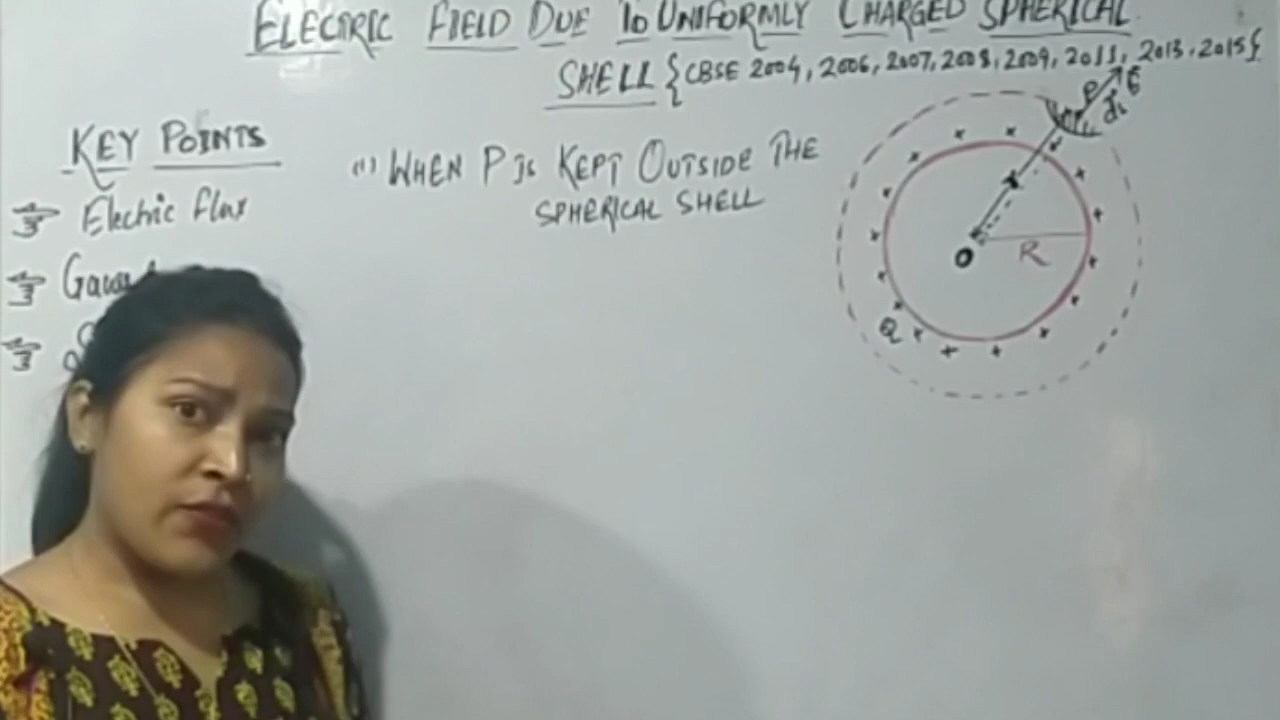 ELECTRIC FIELD DUE TO UNIFORMLY CHARGED SPHERICAL
SHELL {CBSE 2004, 2006, 2007, 2008, 2009, 2011, 2013, 2015}
KEY POINTS
Electric flux
(1) WHEN P IS KEPT OUTSIDE THE
SPHERICAL SHELL
P
E
O
R
Q